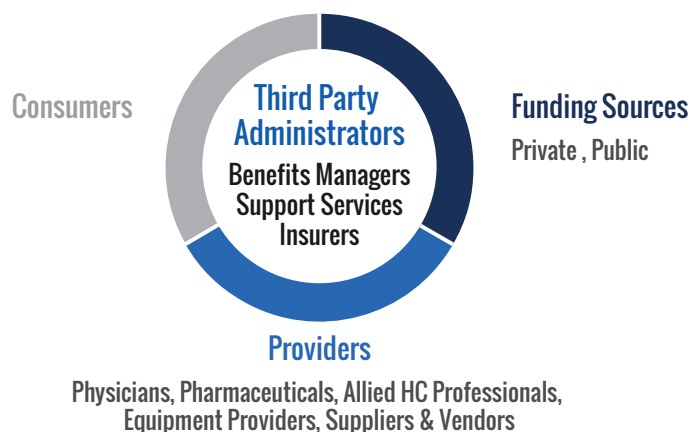 Consumers
Third Party
Administrators
Benefits Managers
Support Services
Insurers
Funding Sources
Private , Public
Providers
Physicians, Pharmaceuticals, Allied HC Professionals,
Equipment Providers, Suppliers & Vendors